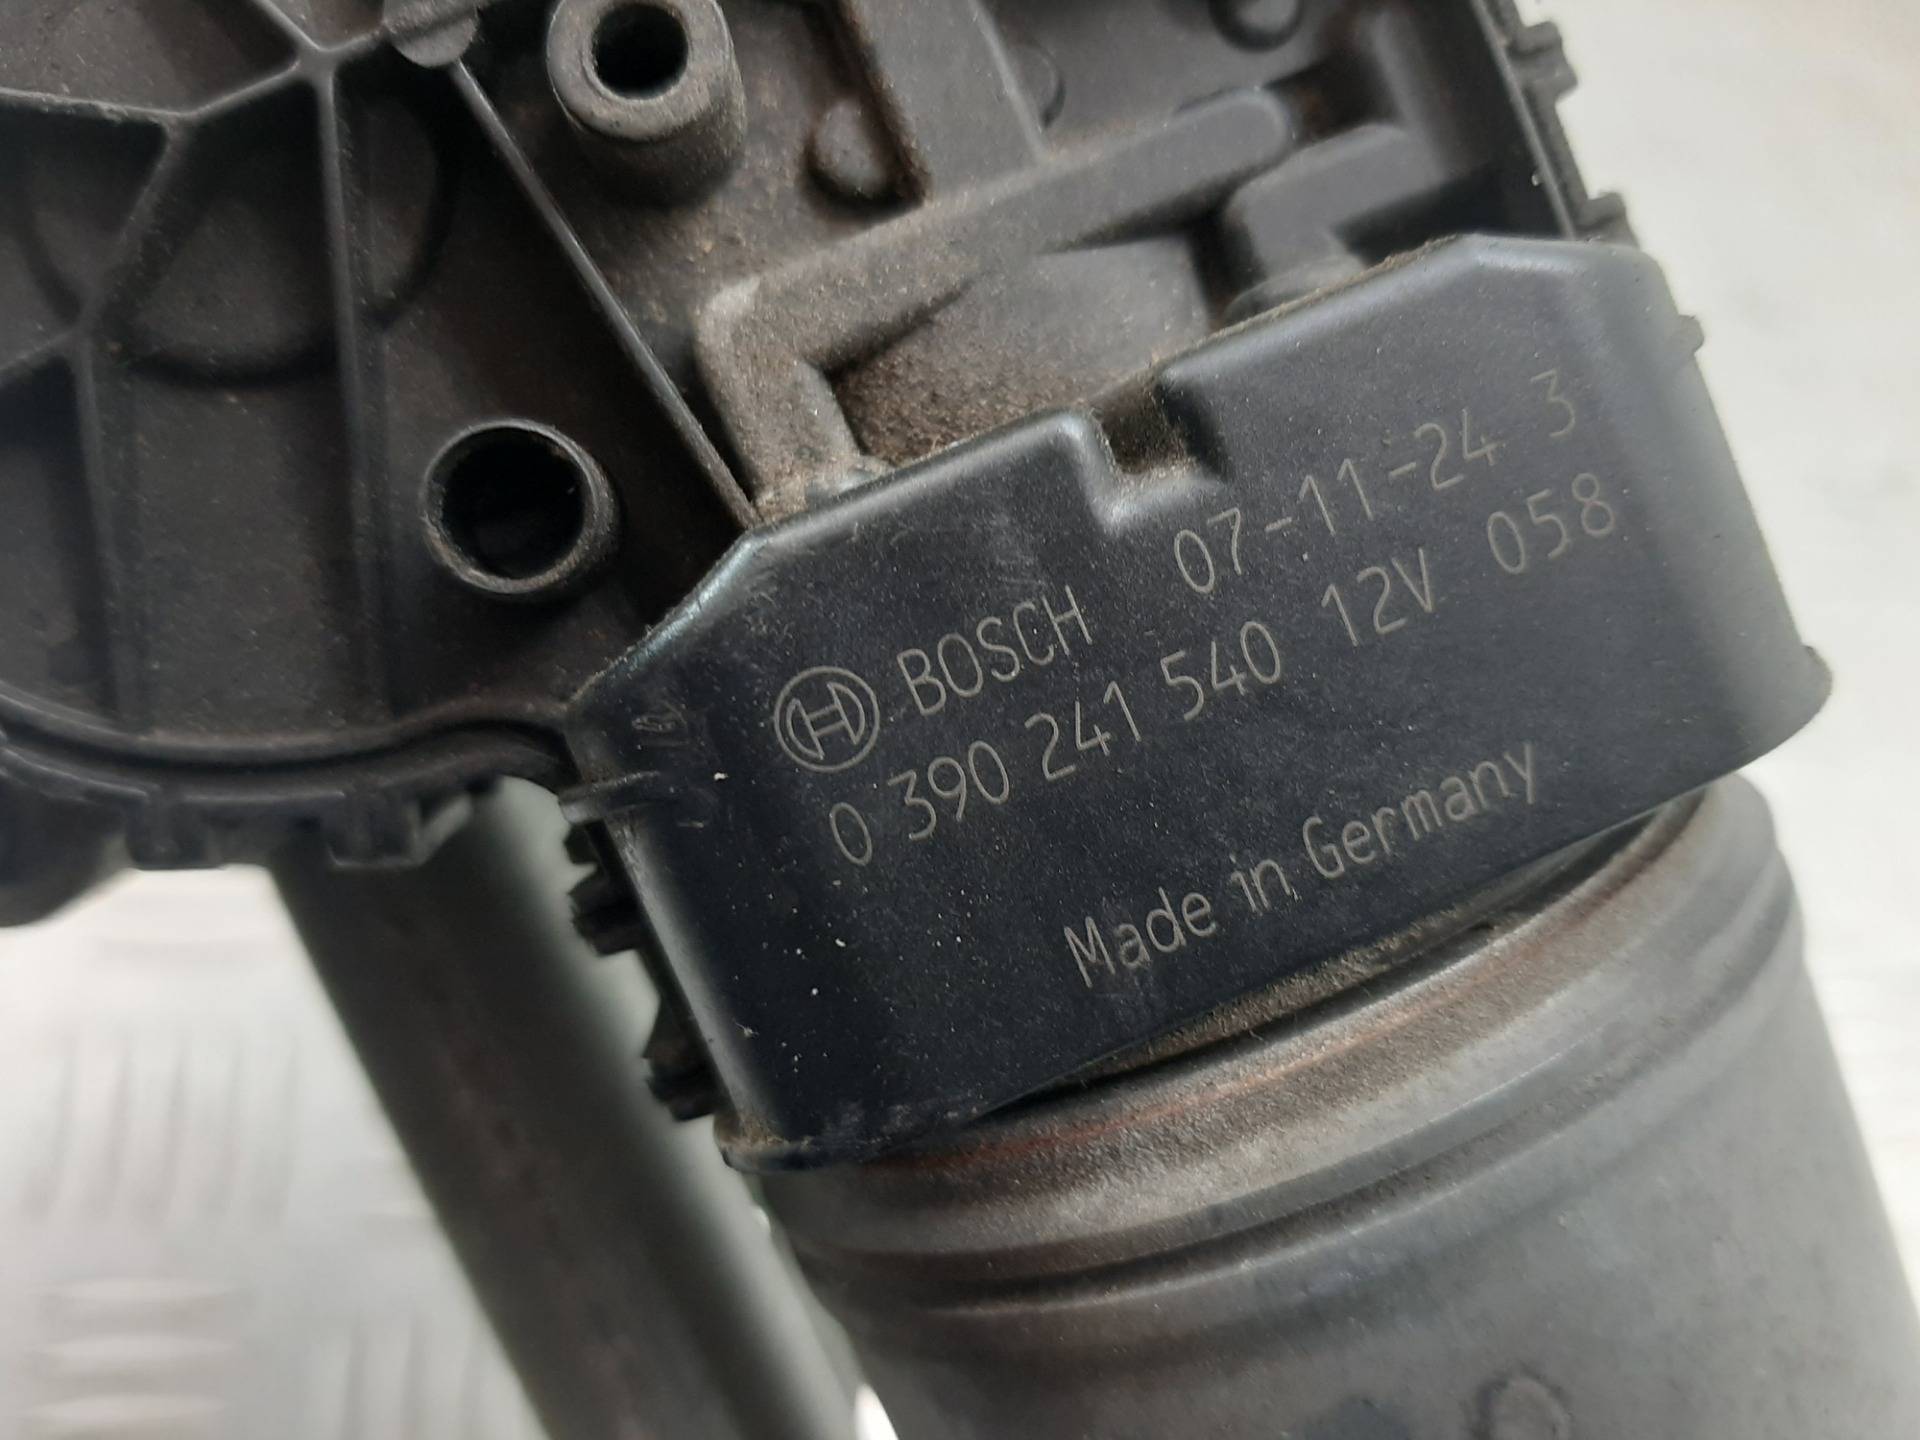 BOSCH 07-11-24 3
0 390 241 540 12V 058
Made in Germany